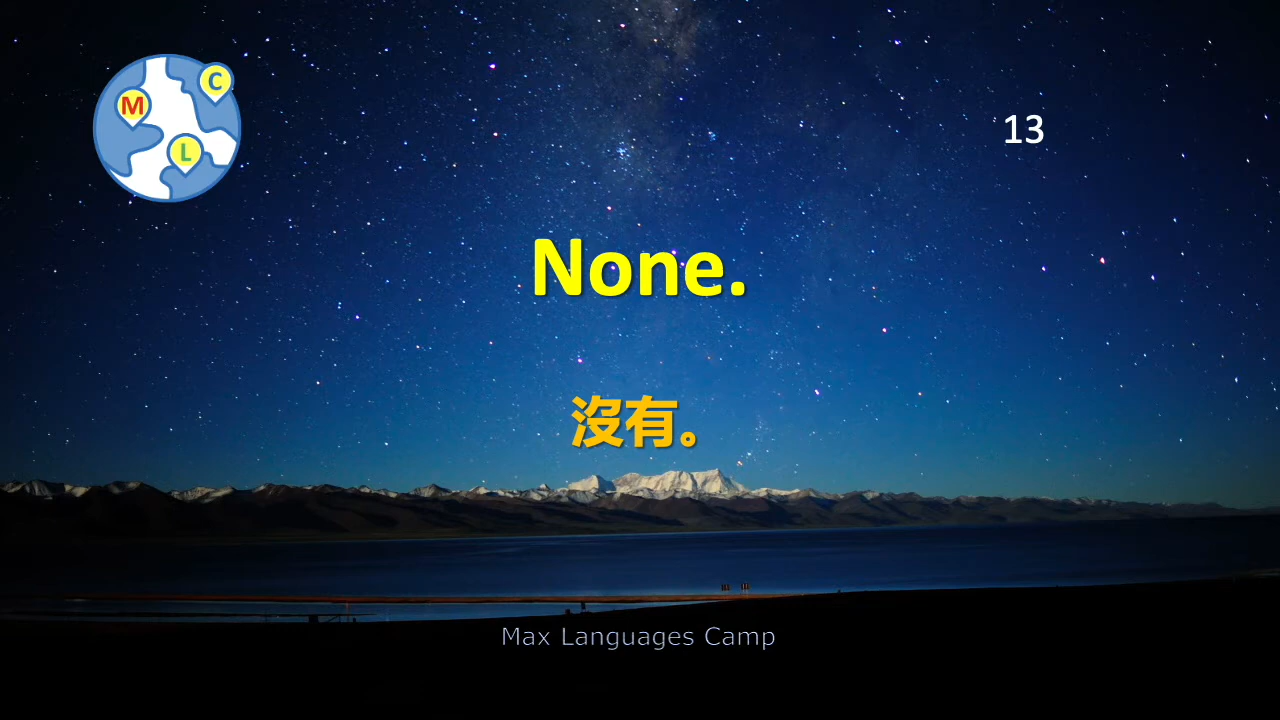 C
M
L
13
None.
沒有。
Max Languages Camp